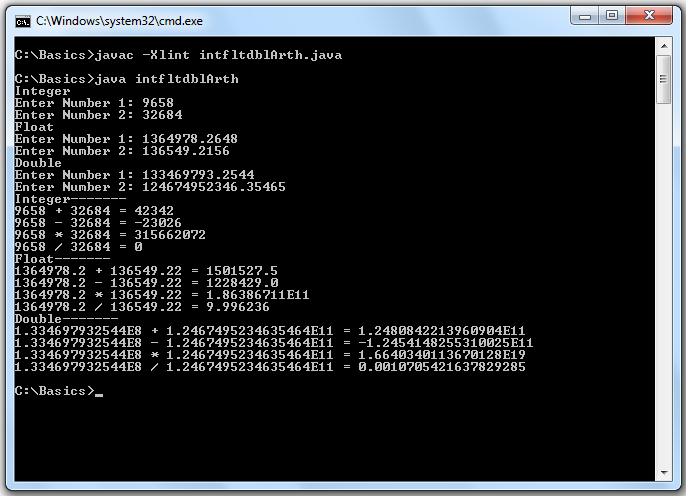 C:\Windows\system32\cmd.exe
C:\Basics>javac -Xlint intfltdblArth.java
C:\Basics>java intfltdblArth
Integer
Enter Number 1: 9658
Enter Number 2: 32684
Float
Enter Number 1: 1364978.2648
Enter Number 2: 136549.2156
Double
Enter Number 1: 133469793.2544
Enter Number 2: 124674952346.35465
Integer-------
9658 + 32684 = 42342
9658 - 32684 = -23026
9658 * 32684 = 315662072
9658 / 32684 = 0
Float-------
1364978.2 + 136549.22 = 1501527.5
1364978.2 - 136549.22 = 1228429.0
1364978.2 * 136549.22 = 1.86386711E11
1364978.2 / 136549.22 = 9.996236
Double-------
1.334697932544E8 + 1.2467495234635464E11 = 1.2480842213960904E11
1.334697932544E8 - 1.2467495234635464E11 = -1.2454148255310025E11
1.334697932544E8 * 1.2467495234635464E11 = 1.6640340113670128E19
1.334697932544E8 / 1.2467495234635464E11 = 0.0010705421637829285
C:\Basics>_